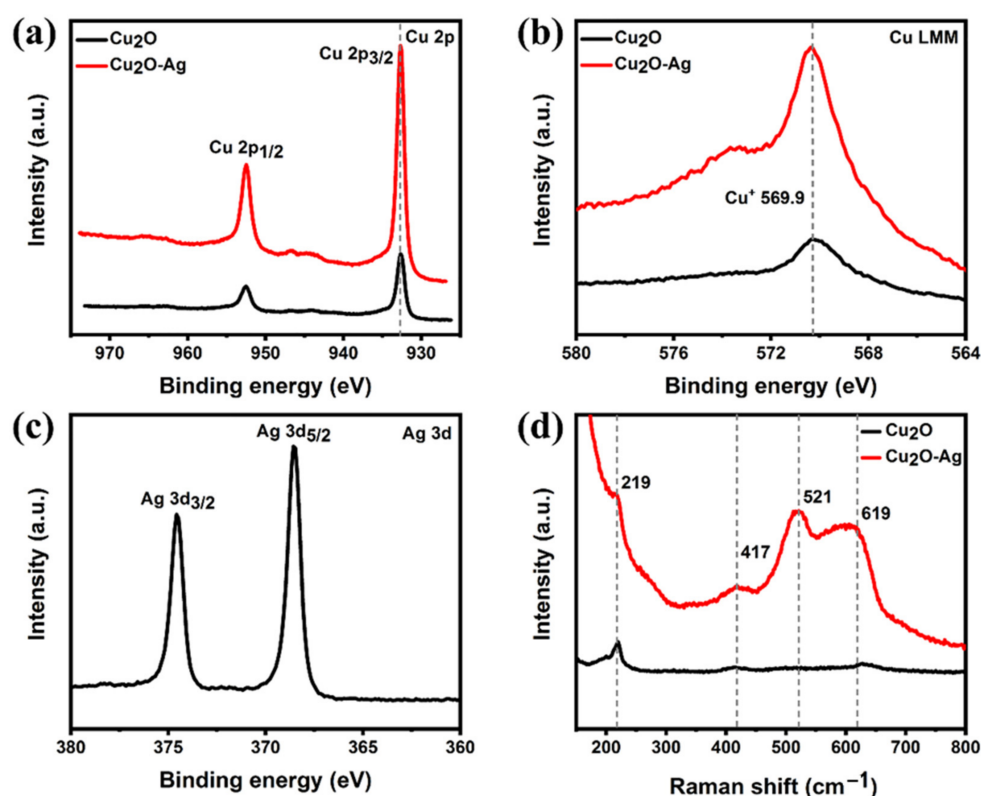 (a)
Cu₂O
Cu₂O-Ag
Cu 2p
Cu 2p₃/₂
Cu 2p₁/₂
Intensity (a.u.)
970 960 950 940 930
Binding energy (eV)
(b)
Cu₂O
Cu₂O-Ag
Cu LMM
Cu⁺ 569.9
Intensity (a.u.)
580 576 572 568 564
Binding energy (eV)
(c)
Ag 3d
Ag 3d₅/₂
Ag 3d₃/₂
Intensity (a.u.)
380 375 370 365 360
Binding energy (eV)
(d)
Cu₂O
Cu₂O-Ag
219
417
521
619
Intensity (a.u.)
200 300 400 500 600 700 800
Raman shift (cm⁻¹)